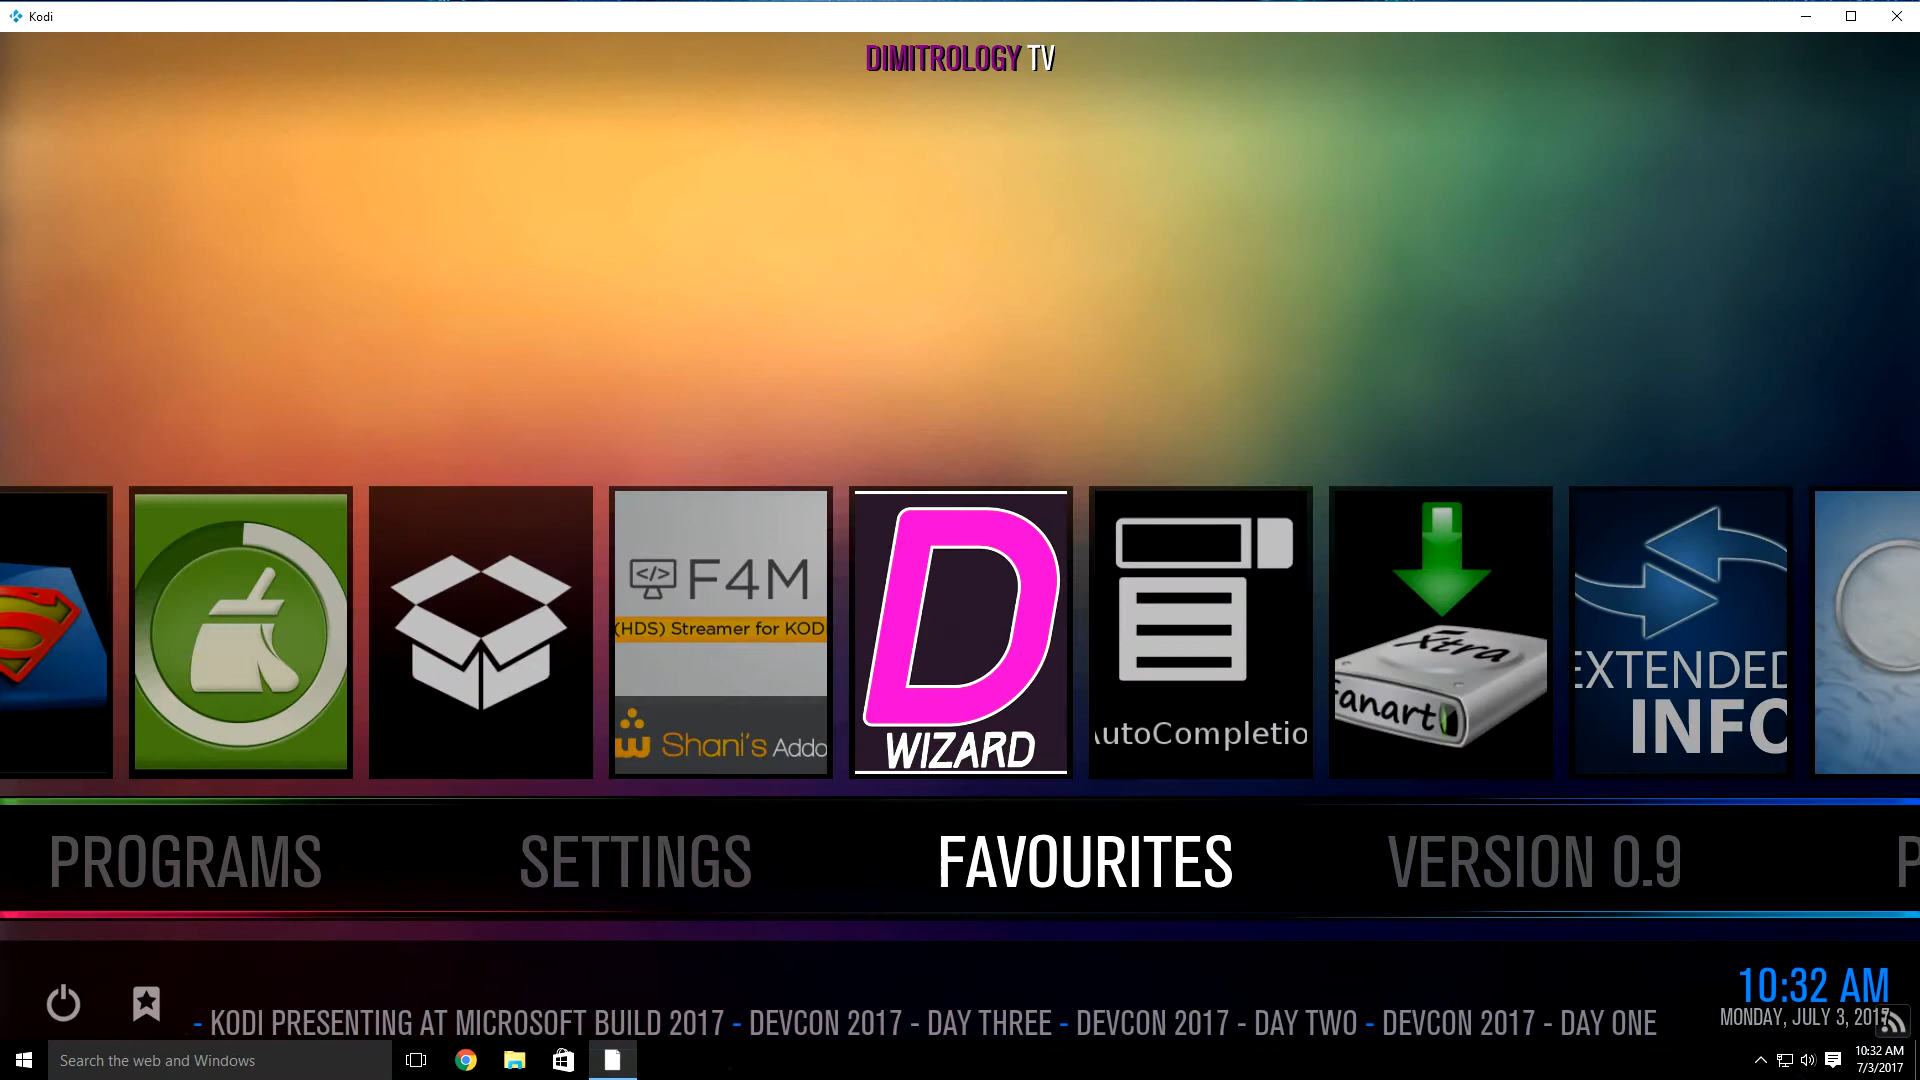 Kodi
DIMITROLOGY TV
F4M
(HDS) Streamer for KOD
Shani's Addo
D
WIZARD
AutoCompletio
Xtra
Fanart
EXTENDED
INFO
PROGRAMS
SETTINGS
FAVOURITES
VERSION 0.9
P
10:32 AM
MONDAY, JULY 3, 2017
- KODI PRESENTING AT MICROSOFT BUILD 2017 - DEVCON 2017 - DAY THREE - DEVCON 2017 - DAY TWO - DEVCON 2017 - DAY ONE
Search the web and Windows
10:32 AM
7/3/2017